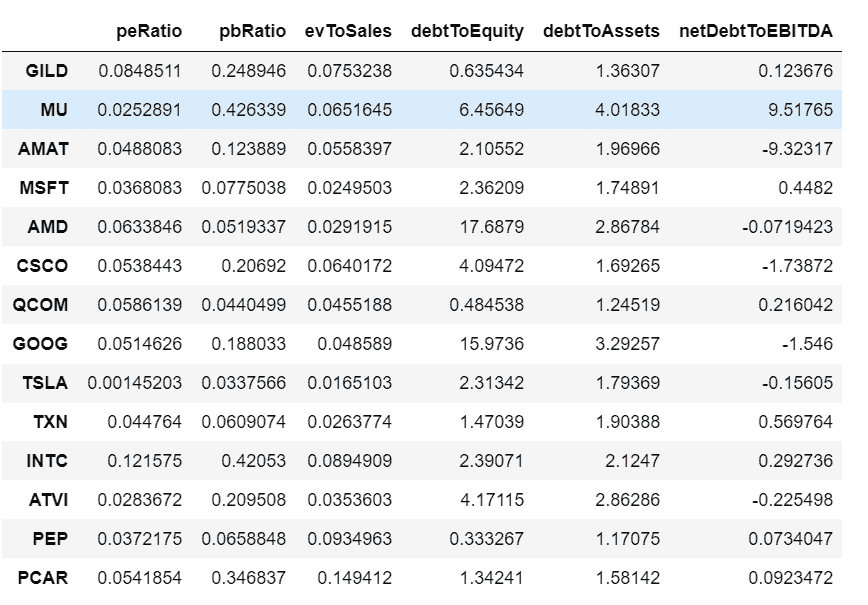 peRatio pbRatio evToSales debtToEquity debtToAssets netDebtToEBITDA
GILD 0.0848511 0.248946 0.0753238 0.635434 1.36307 0.123676
MU 0.0252891 0.426339 0.0651645 6.45649 4.01833 9.51765
AMAT 0.0488083 0.123889 0.0558397 2.10552 1.96966 -9.32317
MSFT 0.0368083 0.0775038 0.0249503 2.36209 1.74891 0.4482
AMD 0.0633846 0.0519337 0.0291915 17.6879 2.86784 -0.0719423
CSCO 0.0538443 0.20692 0.0640172 4.09472 1.69265 -1.73872
QCOM 0.0586139 0.0440499 0.0455188 0.484538 1.24519 0.216042
GOOG 0.0514626 0.188033 0.048589 15.9736 3.29257 -1.546
TSLA 0.00145203 0.0337566 0.0165103 2.31342 1.79369 -0.15605
TXN 0.044764 0.0609074 0.0263774 1.47039 1.90388 0.569764
INTC 0.121575 0.42053 0.0894909 2.39071 2.1247 0.292736
ATVI 0.0283672 0.209508 0.0353603 4.17115 2.86286 -0.225498
PEP 0.0372175 0.0658848 0.0934963 0.333267 1.17075 0.0734047
PCAR 0.0541854 0.346837 0.149412 1.34241 1.58142 0.0923472